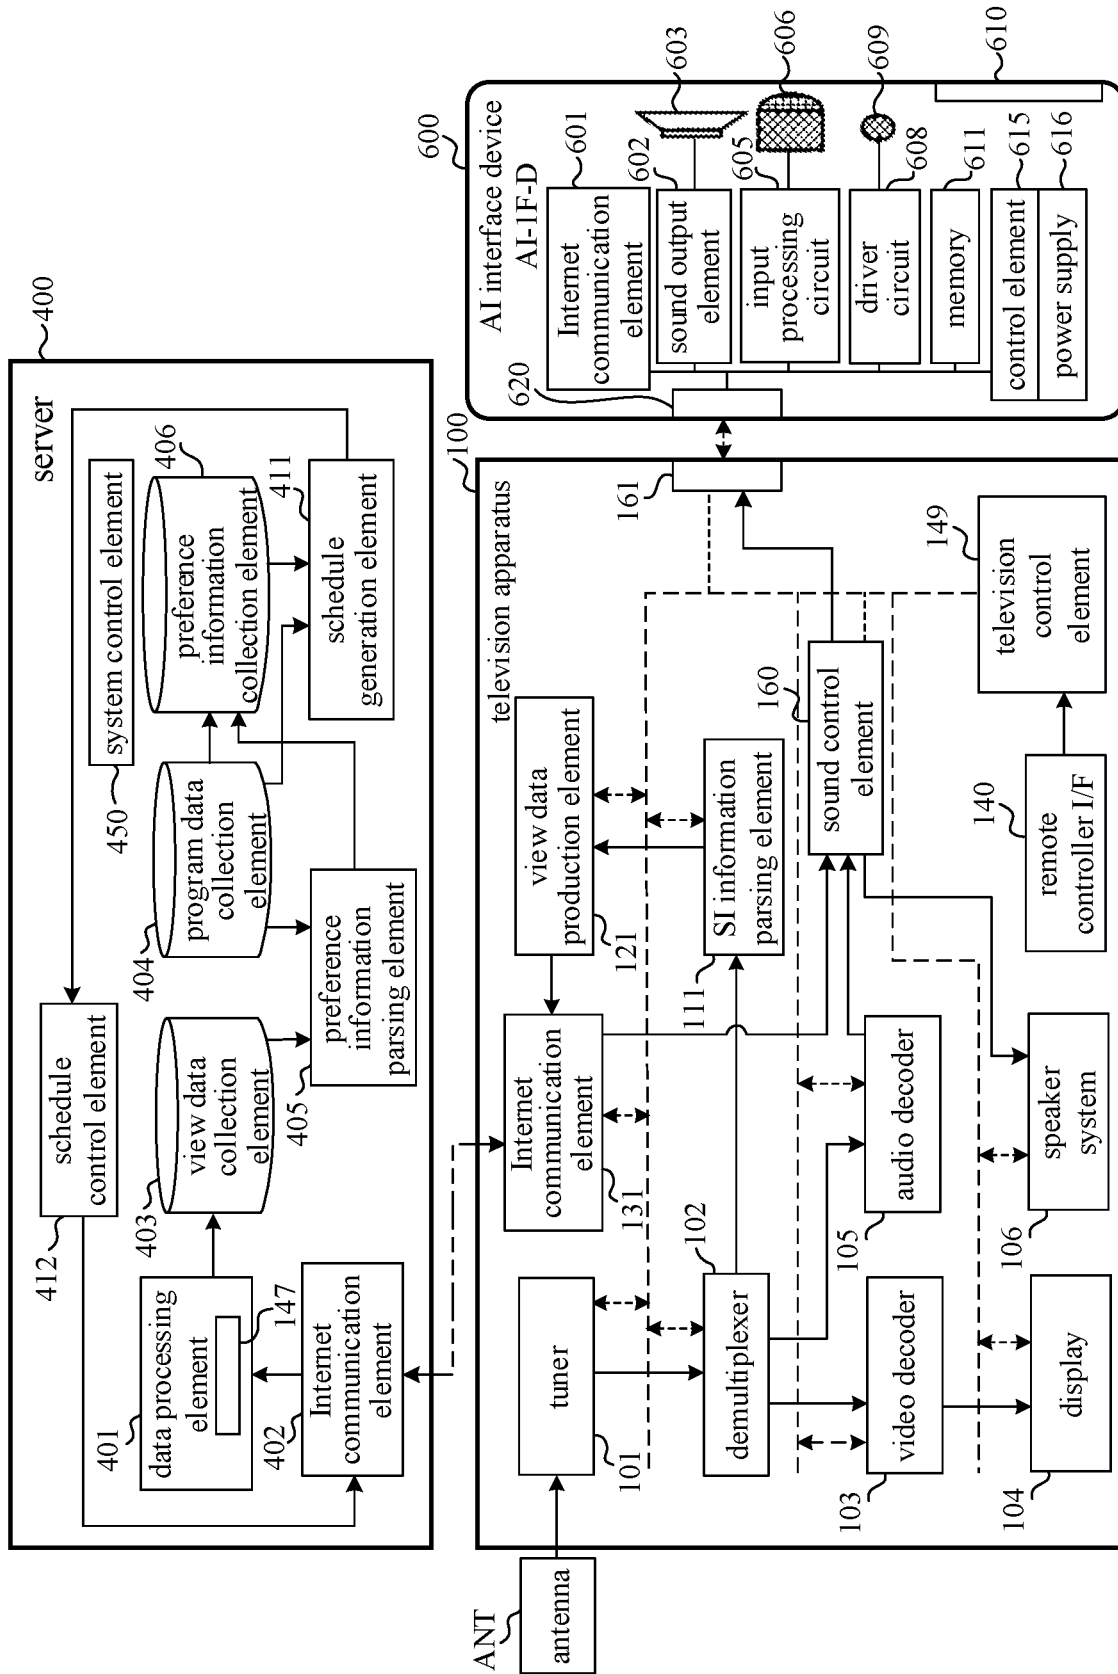 server
400
schedule
control element
412
system control element
450
data processing
element
401
147
view data
collection
element
403
program data
collection
element
404
preference
information
collection element
406
Internet
communication
element
402
preference
information
parsing element
405
schedule
generation element
411
ANT
antenna
television apparatus
100
tuner
101
Internet
communication
element
131
view data
production element
121
demultiplexer
102
SI information
parsing element
111
161
video decoder
103
audio decoder
105
sound control
element
160
display
104
speaker
system
106
remote
controller I/F
140
television
control
element
149
AI interface device
AI-1F-D
600
620
Internet
communication
element
601
sound output
element
602
603
input
processing
circuit
605
606
driver
circuit
608
609
memory
611
610
control element
615
power supply
616